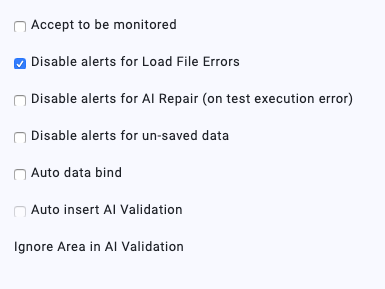 Accept to be monitored
Disable alerts for Load File Errors
Disable alerts for AI Repair (on test execution error)
Disable alerts for un-saved data
Auto data bind
Auto insert AI Validation
Ignore Area in AI Validation